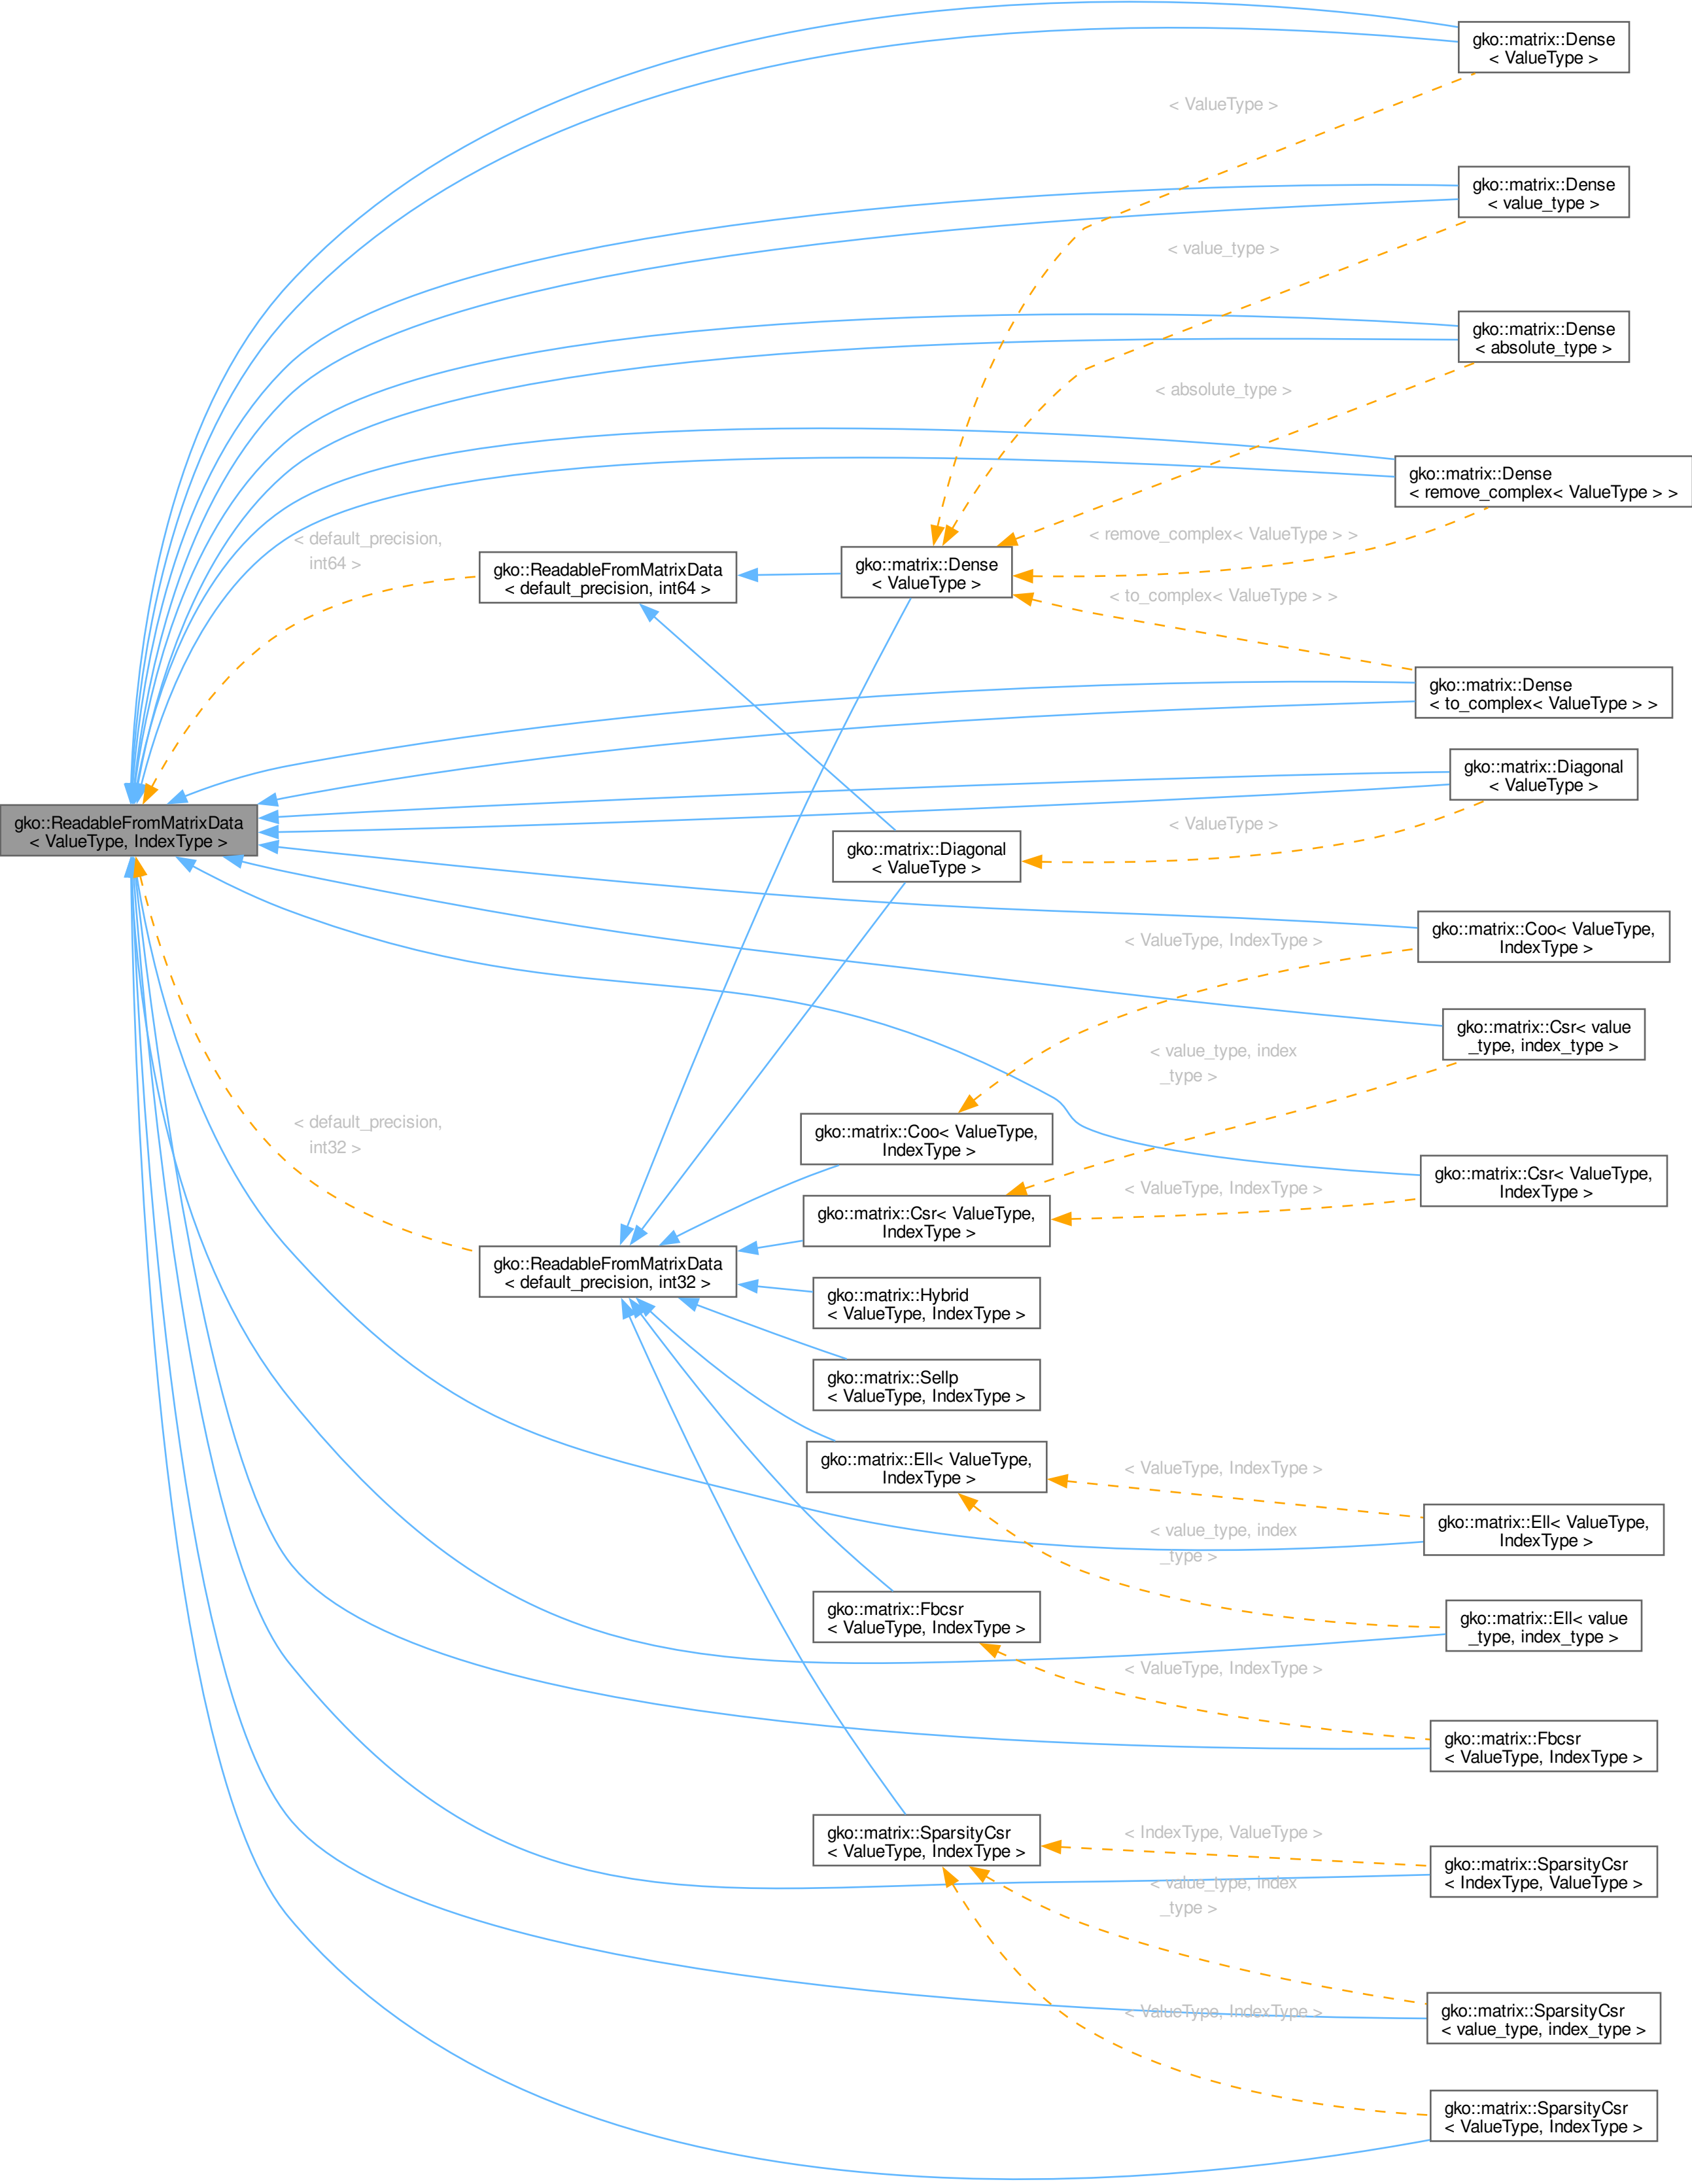 gko::matrix::Dense
< ValueType >
< ValueType >
gko::matrix::Dense
< value_type >
< value_type >
gko::matrix::Dense
< absolute_type >
< absolute_type >
gko::matrix::Dense
< remove_complex< ValueType > >
< default_precision,
int64 >
< remove_complex< ValueType > >
gko::ReadableFromMatrixData
< default_precision, int64 >
gko::matrix::Dense
< ValueType >
< to_complex< ValueType > >
gko::matrix::Dense
< to_complex< ValueType > >
gko::matrix::Diagonal
< ValueType >
gko::ReadableFromMatrixData
< ValueType, IndexType >
< ValueType >
gko::matrix::Diagonal
< ValueType >
gko::matrix::Coo< ValueType,
IndexType >
< ValueType, IndexType >
gko::matrix::Csr< value
_type, index_type >
< value_type, index
_type >
< default_precision,
int32 >
gko::matrix::Coo< ValueType,
IndexType >
gko::matrix::Csr< ValueType,
IndexType >
< ValueType, IndexType >
gko::matrix::Csr< ValueType,
IndexType >
gko::ReadableFromMatrixData
< default_precision, int32 >
gko::matrix::Hybrid
< ValueType, IndexType >
gko::matrix::Sellp
< ValueType, IndexType >
gko::matrix::Ell< ValueType,
IndexType >
< ValueType, IndexType >
gko::matrix::Ell< ValueType,
IndexType >
< value_type, index
_type >
gko::matrix::Fbcsr
< ValueType, IndexType >
gko::matrix::Ell< value
_type, index_type >
< ValueType, IndexType >
gko::matrix::Fbcsr
< ValueType, IndexType >
gko::matrix::SparsityCsr
< ValueType, IndexType >
< IndexType, ValueType >
gko::matrix::SparsityCsr
< IndexType, ValueType >
< value_type, index
_type >
gko::matrix::SparsityCsr
< value_type, index_type >
< ValueType, IndexType >
gko::matrix::SparsityCsr
< ValueType, IndexType >